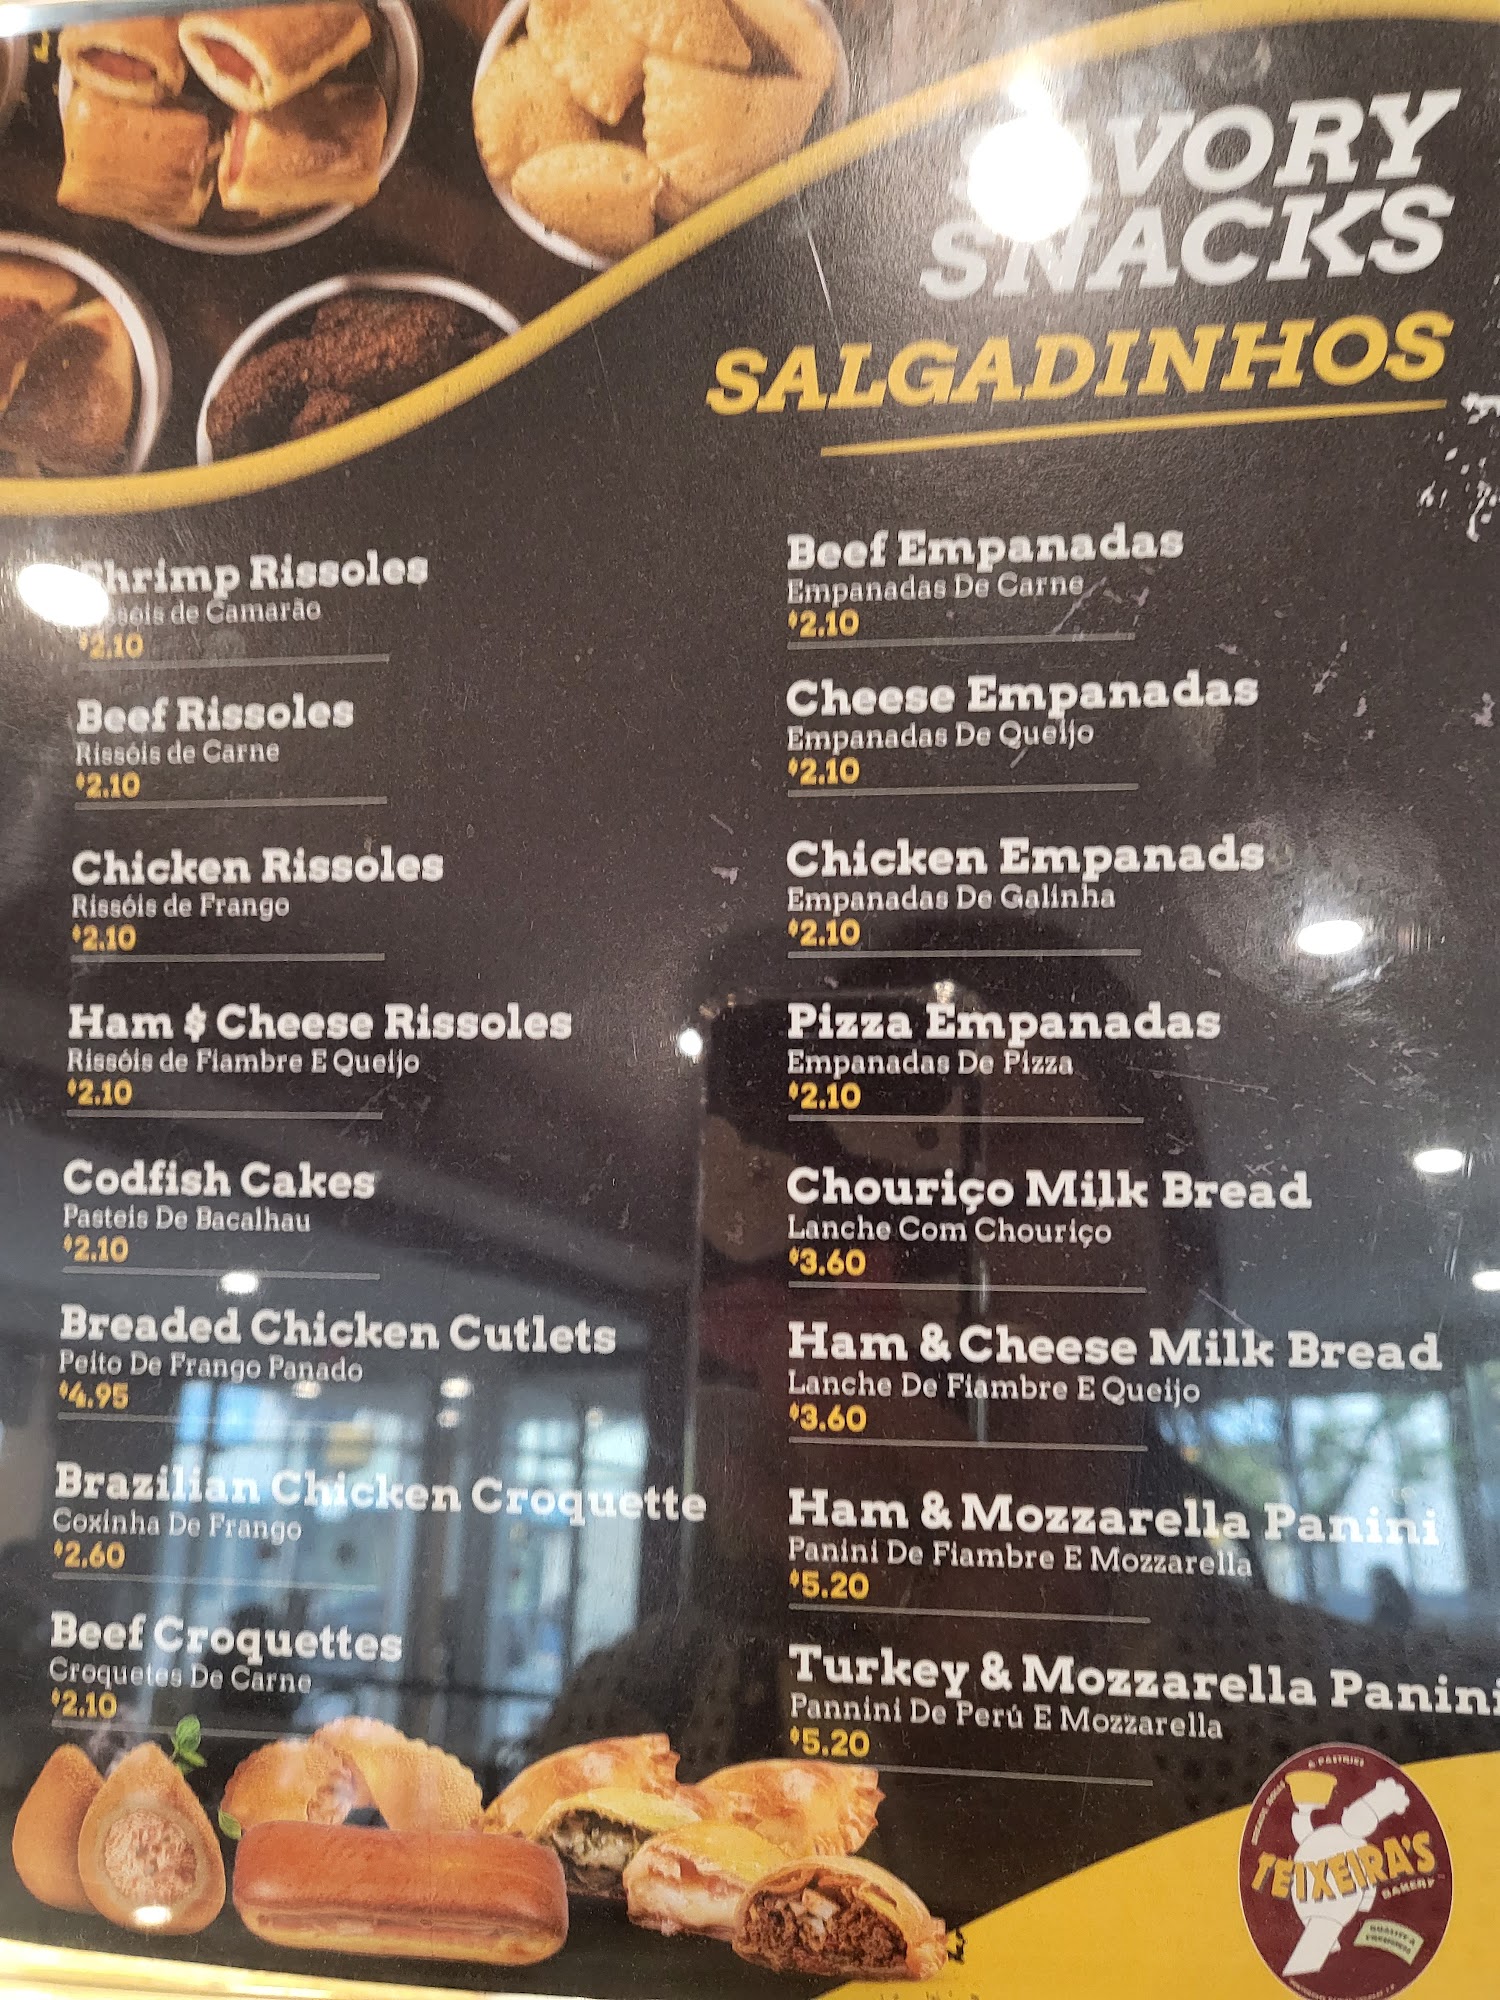 SAVORY
SNACKS
SALGADINHOS
Shrimp Rissoles
de Camarão
$2.10
Beef Rissoles
Rissóis de Carne
$2.10
Chicken Rissoles
Rissóis de Frango
$2.10
Ham & Cheese Rissoles
Rissóis de Fiambre E Queijo
$2.10
Codfish Cakes
Pasteis De Bacalhau
$2.10
Breaded Chicken Cutlets
Peito De Frango Panado
$4.95
Brazilian Chicken Croquette
Coxinha De Frango
$2.60
Beef Croquettes
Croquetes De Carne
$2.10
Beef Empanadas
Empanadas De Carne
$2.10
Cheese Empanadas
Empanadas De Queijo
$2.10
Chicken Empanads
Empanadas De Galinha
$2.10
Pizza Empanadas
Empanadas De Pizza
$2.10
Chouriço Milk Bread
Lanche Com Chouriço
$3.60
Ham & Cheese Milk Bread
Lanche De Fiambre E Queijo
$3.60
Ham & Mozzarella Panini
Panini De Fiambre E Mozzarella
$5.20
Turkey & Mozzarella Panini
Pannini De Perú E Mozzarella
$5.20
TEIXEIRA'S
BAKERY